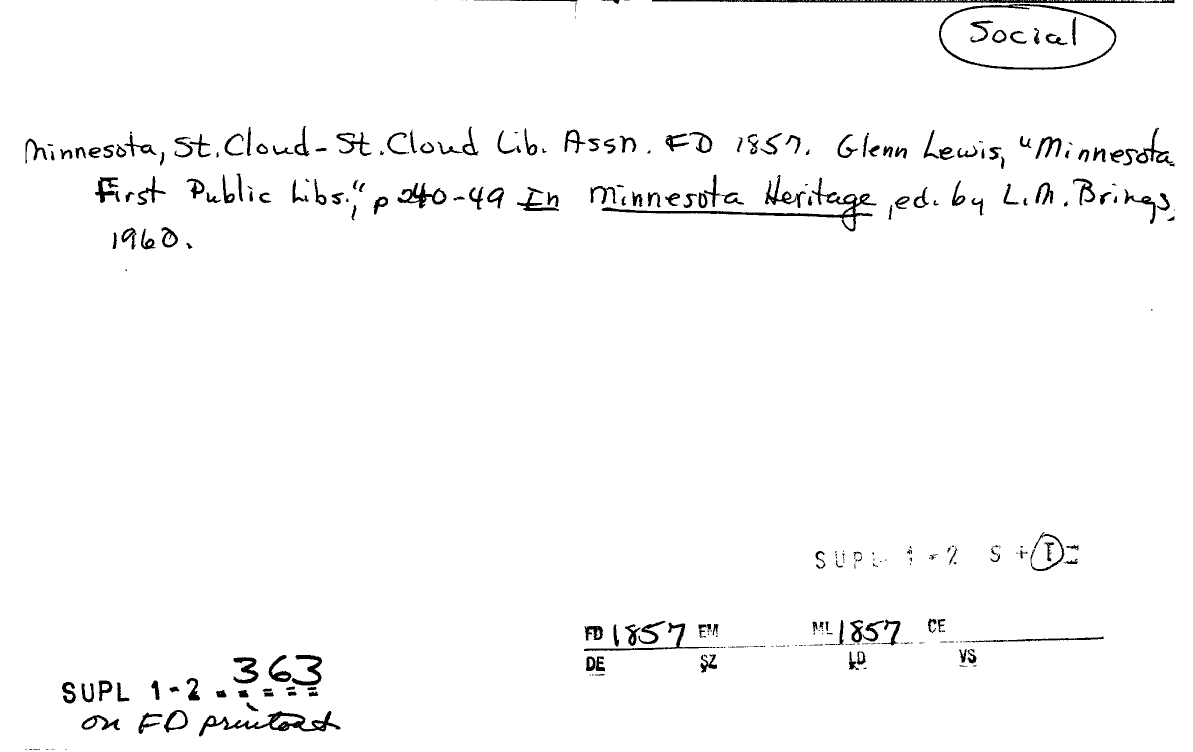 Social
Minnesota, St. Cloud - St. Cloud Lib. Assn. FD 1857. Glenn Lewis, "Minnesota
First Public Libs.," p 240-49 In Minnesota Heritage, ed. by L.M. Brings,
1960.
SUPL 1-2 S + I
FD 1857 EM ML 1857 CE
DE SZ LD VS
SUPL 1-2 363
on FD printout